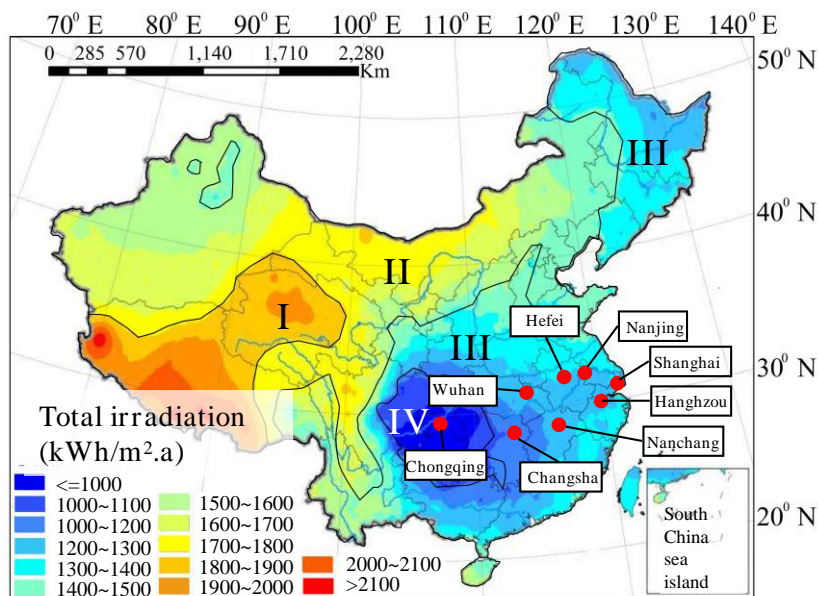 70⁰ E 80⁰ E 90⁰ E 100⁰ E 110⁰ E 120⁰ E 130⁰ E 140⁰ E
0 285 570 1,140 1,710 2,280
Km
50⁰ N
40⁰ N
30⁰ N
20⁰ N
III
II
I
III
IV
Hefei
Nanjing
Shanghai
Wuhan
Hanghzou
Nanchang
Chongqing
Changsha
Total irradiation
(kWh/m².a)
<=1000
1000~1100
1000~1200
1200~1300
1300~1400
1400~1500
1500~1600
1600~1700
1700~1800
1800~1900
1900~2000
2000~2100
>2100
South
China
sea
island